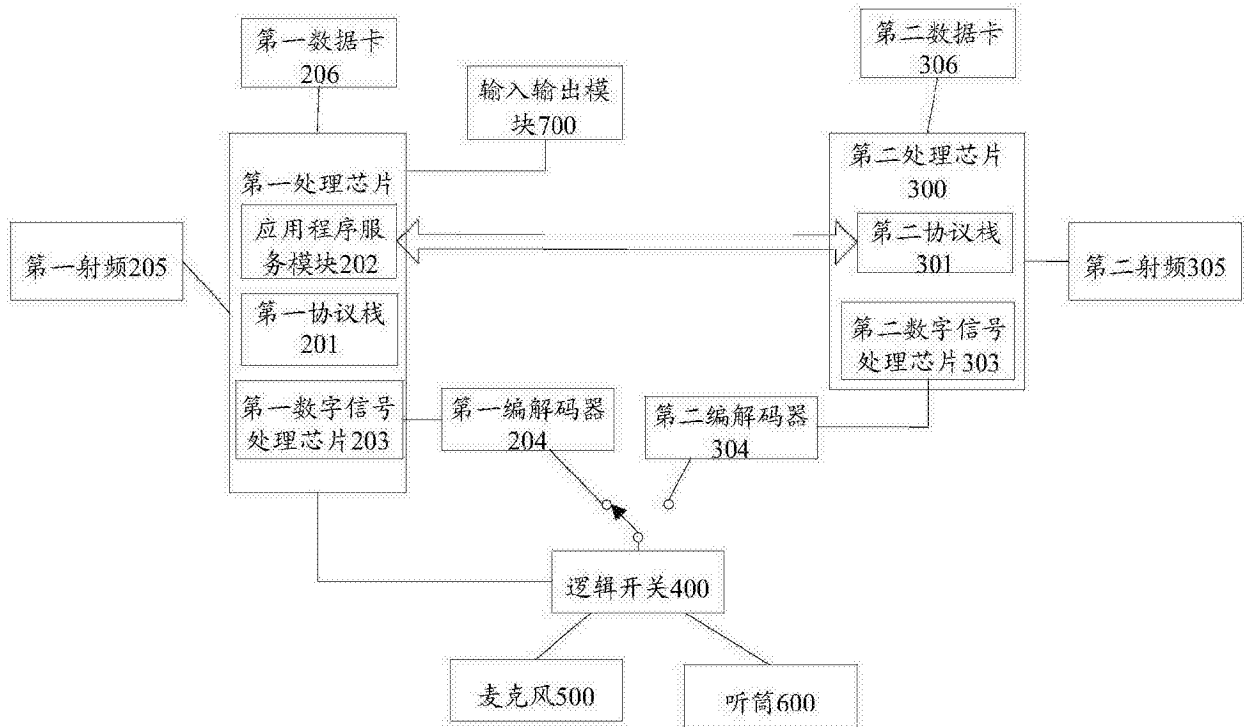 第一数据卡
206
第二数据卡
306
输入输出模
块700
第一处理芯片
应用程序服
务模块202
第一协议栈
201
第一数字信号
处理芯片203
第一射频205
第二处理芯片
300
第二协议栈
301
第二数字信号
处理芯片303
第二射频305
第一编解码器
204
第二编解码器
304
逻辑开关400
麦克风500
听筒600